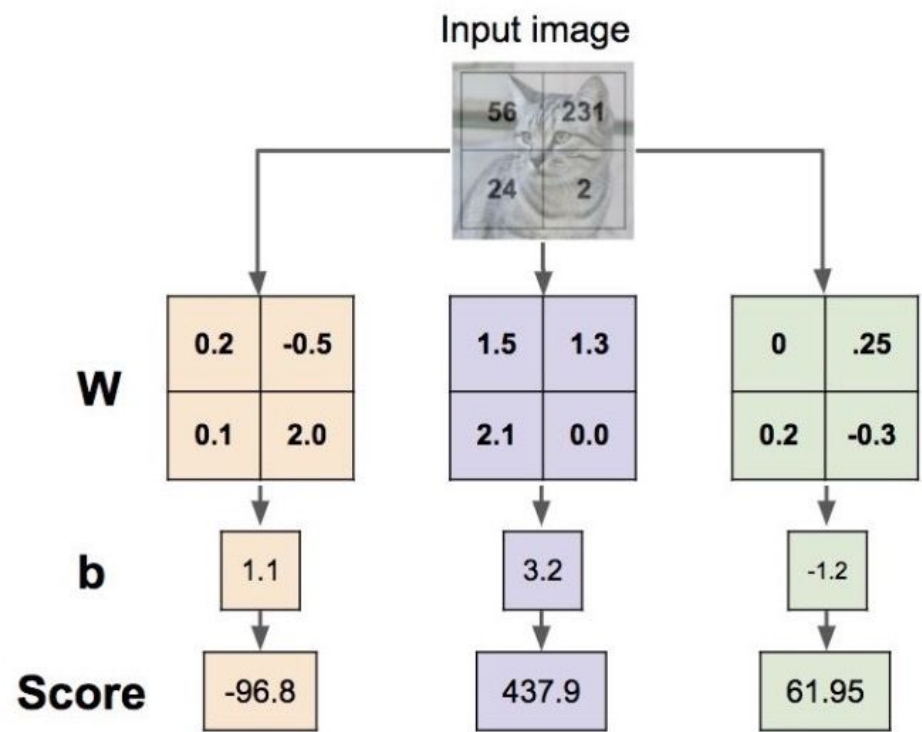 Input image
56 231
24 2
W
0.2 -0.5 1.5 1.3 0 .25
0.1 2.0 2.1 0.0 0.2 -0.3
b 1.1 3.2 -1.2
Score -96.8 437.9 61.95